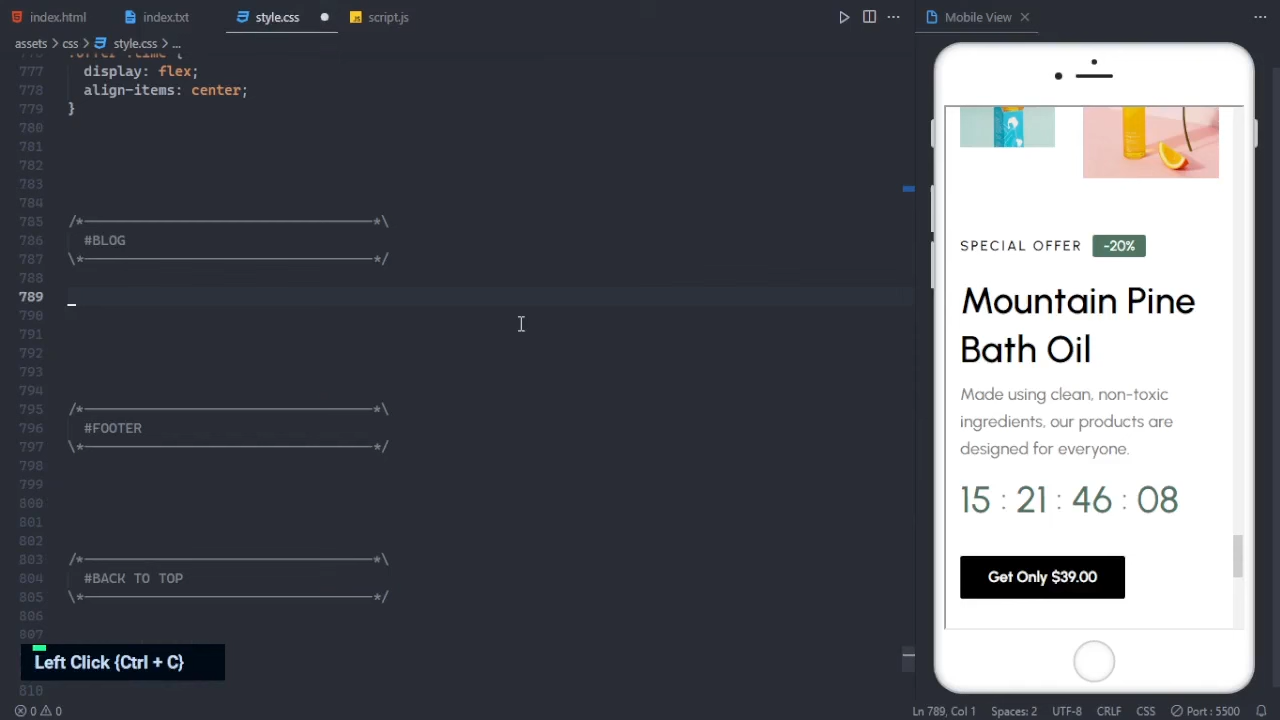 index.html
index.txt
style.css
script.js
Mobile View
assets > css > style.css > ...
777 display: flex;
778 align-items: center;
779 }
780
781
782
783
784
785 /*-----------------------------------*\
786 #BLOG
787 \*-----------------------------------*/
788
789
790
791
792
793
794
795 /*-----------------------------------*\
796 #FOOTER
797 \*-----------------------------------*/
798
799
800
801
802
803 /*-----------------------------------*\
804 #BACK TO TOP
805 \*-----------------------------------*/
806
807
810
SPECIAL OFFER -20%
Mountain Pine
Bath Oil
Made using clean, non-toxic
ingredients, our products are
designed for everyone.
15 : 21 : 46 : 08
Get Only $39.00
Left Click {Ctrl + C}
0 0
Ln 789, Col 1 Spaces: 2 UTF-8 CRLF CSS Port : 5500